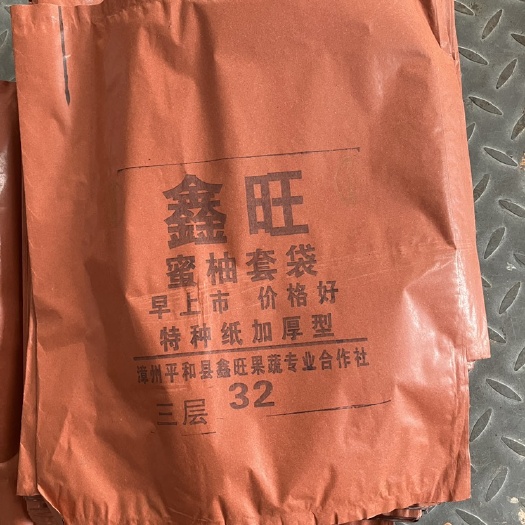 鑫旺
蜜柚套袋
早上市 价格好
特种纸加厚型
漳州平和县鑫旺果蔬专业合作社
三层 32